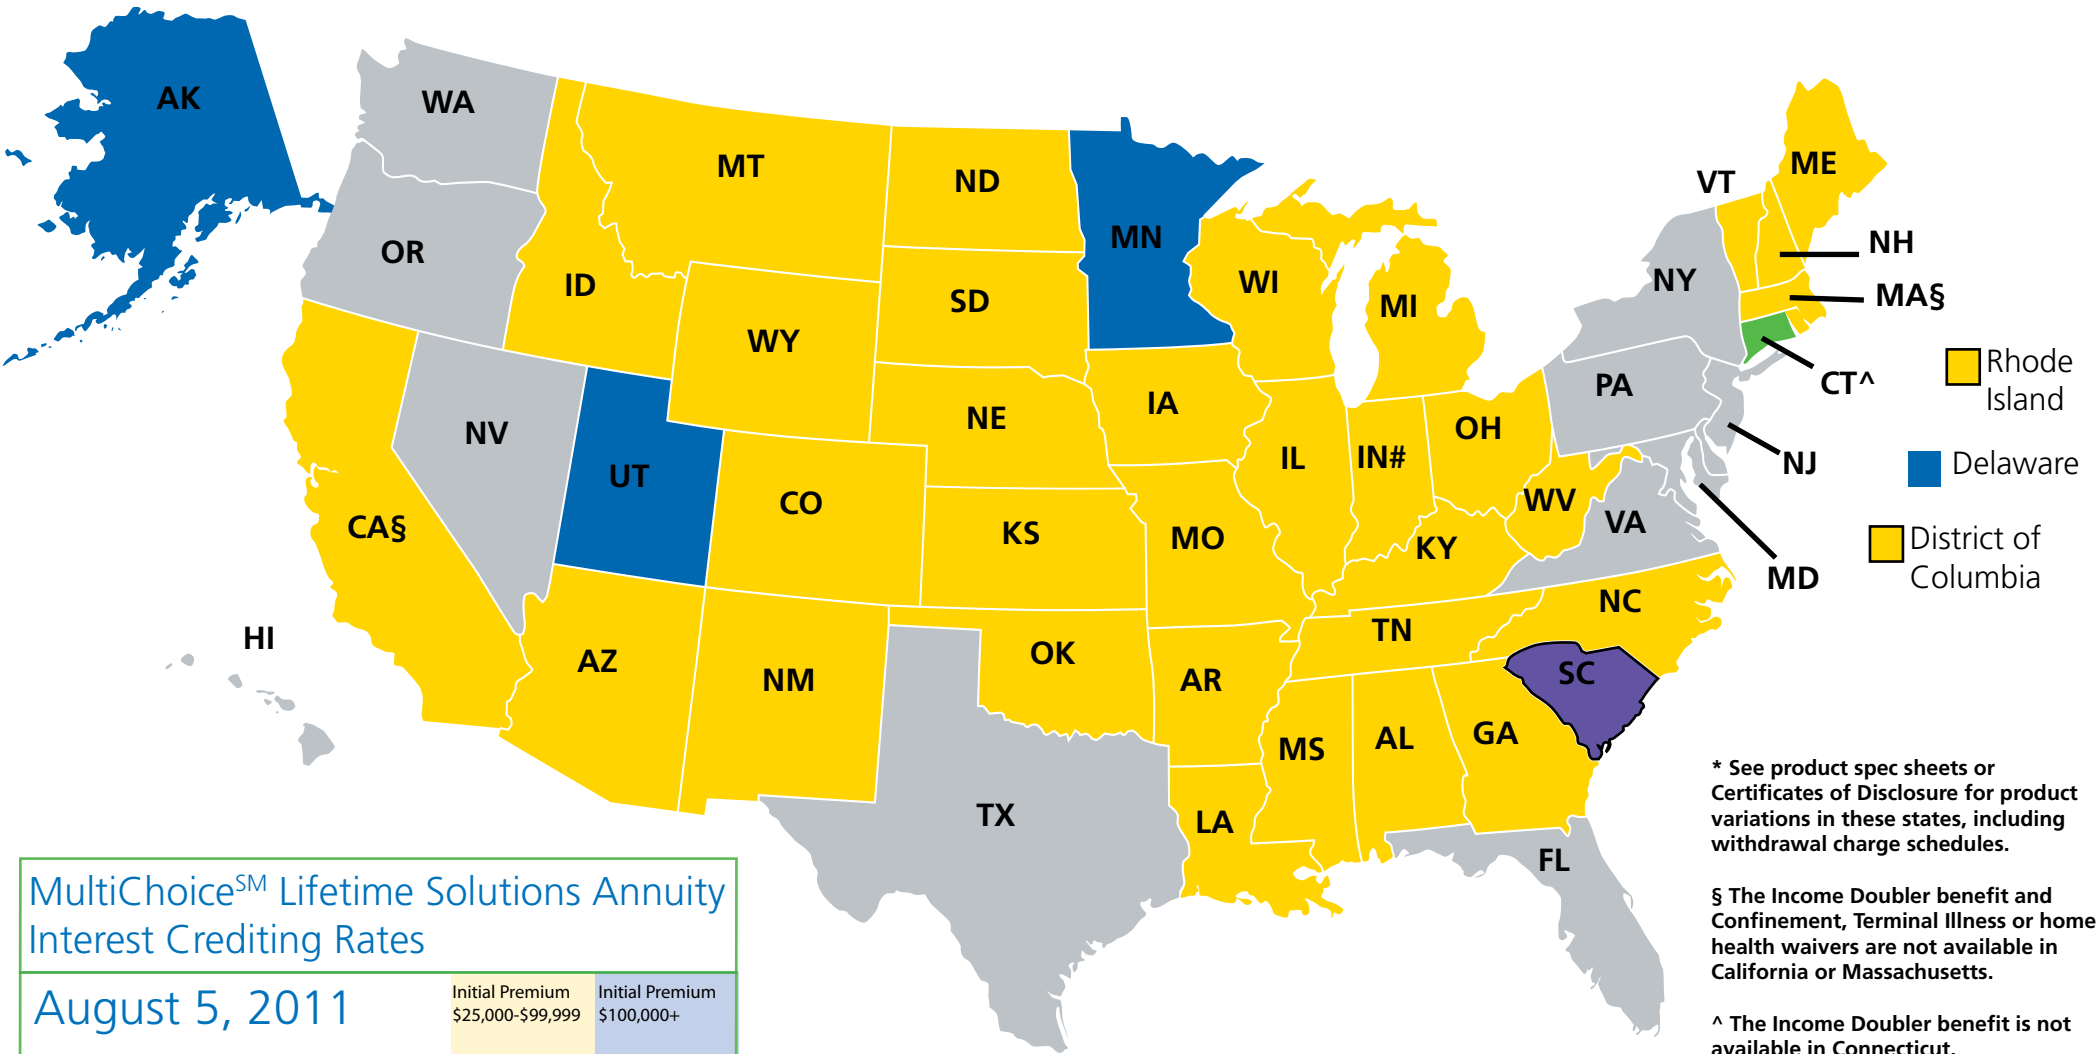 AK
WA
MT
ND
MN
ME
VT
OR
ID
SD
WI
MI
NY
NH
MA§
WY
NE
IA
PA
CT^
Rhode
Island
NV
UT
CO
IL
IN#
OH
NJ
Delaware
CA§
KS
MO
WV
KY
VA
MD
District of
Columbia
HI
AZ
NM
OK
AR
TN
NC
SC
TX
LA
MS
AL
GA
FL
* See product spec sheets or
Certificates of Disclosure for product
variations in these states, including
withdrawal charge schedules.
§ The Income Doubler benefit and
Confinement, Terminal Illness or home
health waivers are not available in
California or Massachusetts.
^ The Income Doubler benefit is not
available in Connecticut.
MultiChoiceSM Lifetime Solutions Annuity
Interest Crediting Rates
August 5, 2011
Initial Premium
$25,000-$99,999
Initial Premium
$100,000+